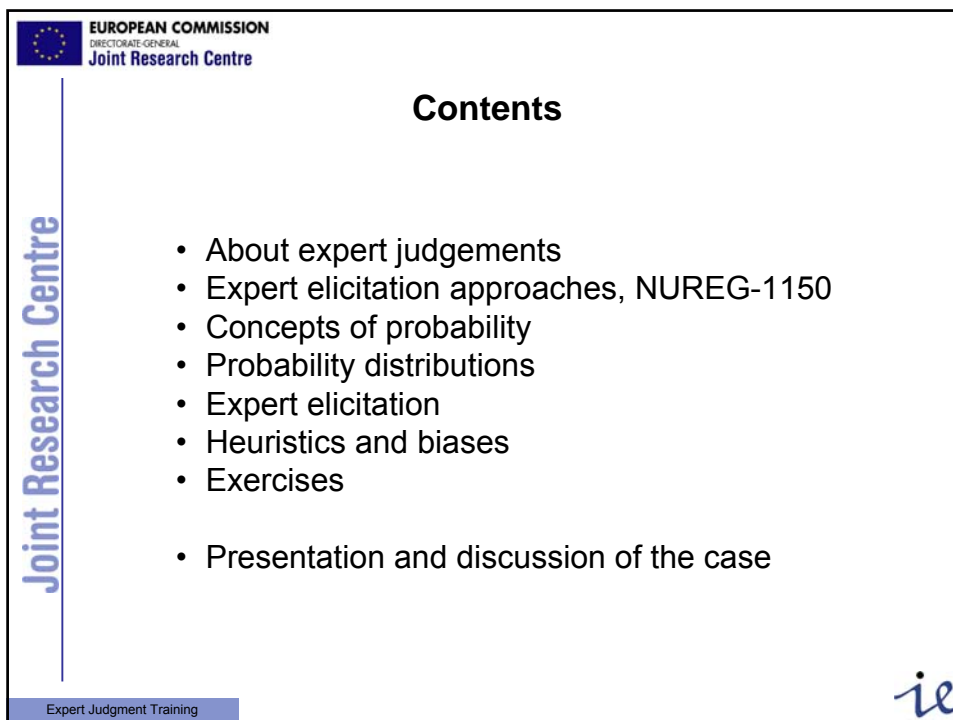 EUROPEAN COMMISSION
DIRECTORATE-GENERAL
Joint Research Centre
Contents
Joint Research Centre
• About expert judgements
• Expert elicitation approaches, NUREG-1150
• Concepts of probability
• Probability distributions
• Expert elicitation
• Heuristics and biases
• Exercises
• Presentation and discussion of the case
Expert Judgment Training
ie